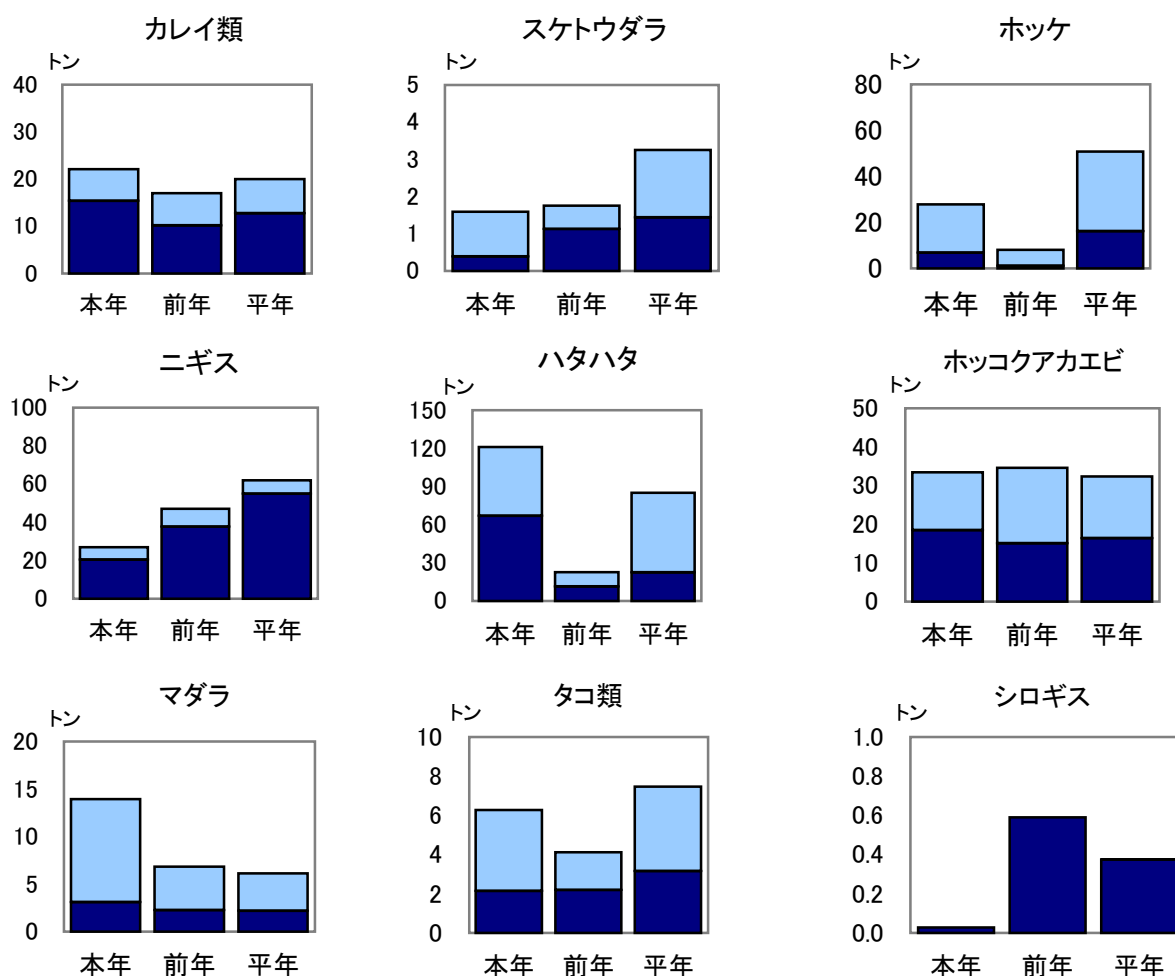 カレイ類
トン
40
30
20
10
0
本年 前年 平年
スケトウダラ
トン
5
4
3
2
1
0
本年 前年 平年
ホッケ
トン
80
60
40
20
0
本年 前年 平年
ニギス
トン
100
80
60
40
20
0
本年 前年 平年
ハタハタ
トン
150
120
90
60
30
0
本年 前年 平年
ホッコクアカエビ
トン
50
40
30
20
10
0
本年 前年 平年
マダラ
トン
20
15
10
5
0
本年 前年 平年
タコ類
トン
10
8
6
4
2
0
本年 前年 平年
シロギス
トン
1.0
0.8
0.6
0.4
0.2
0.0
本年 前年 平年